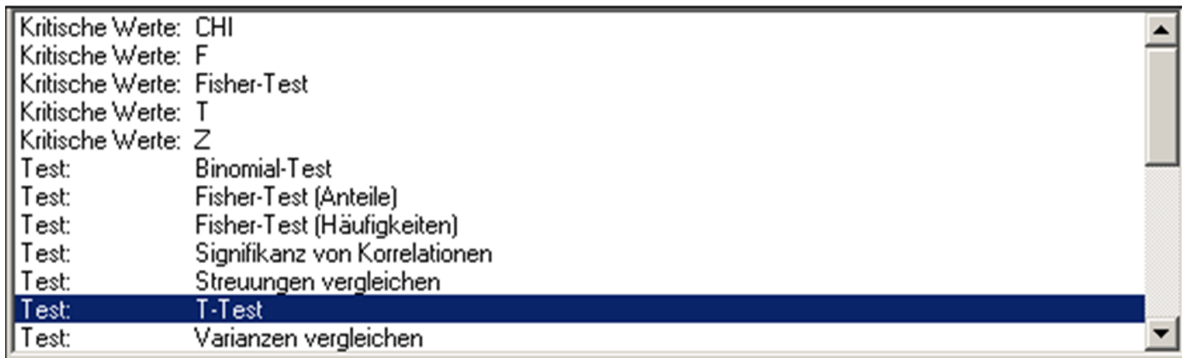 Kritische Werte: CHI
Kritische Werte: F
Kritische Werte: Fisher-Test
Kritische Werte: T
Kritische Werte: Z
Test: Binomial-Test
Test: Fisher-Test (Anteile)
Test: Fisher-Test (Häufigkeiten)
Test: Signifikanz von Korrelationen
Test: Streuungen vergleichen
Test: T-Test
Test: Varianzen vergleichen